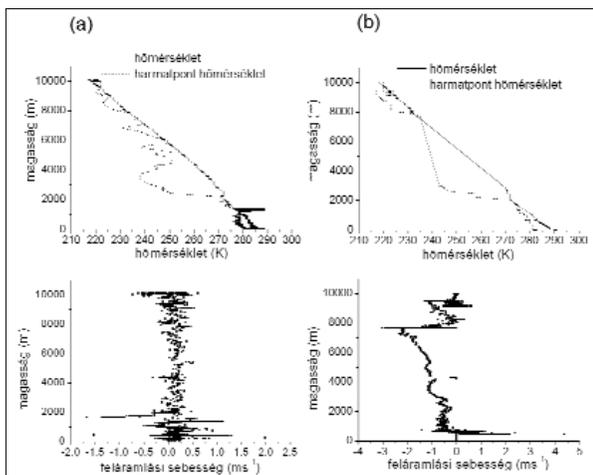 (a)
hőmérséklet
harmatpont hőmérséklet
magasság (m)
10000
8000
6000
4000
2000
0
210 220 230 240 250 260 270 280 290 300
hőmérséklet (K)
(b)
hőmérséklet
harmatpont hőmérséklet
magasság (m)
10000
8000
6000
4000
2000
0
210 220 230 240 250 260 270 280 290 300
hőmérséklet (K)
magasság (m)
10000
8000
6000
4000
2000
0
-2.0 -1.5 -1.0 -0.5 0.0 0.5 1.0 1.5 2.0 2.5
feláramlási sebesség (ms⁻¹)
magasság (m)
10000
8000
6000
4000
2000
0
-4 -3 -2 -1 0 1 2 3 4 5
feláramlási sebesség (ms⁻¹)